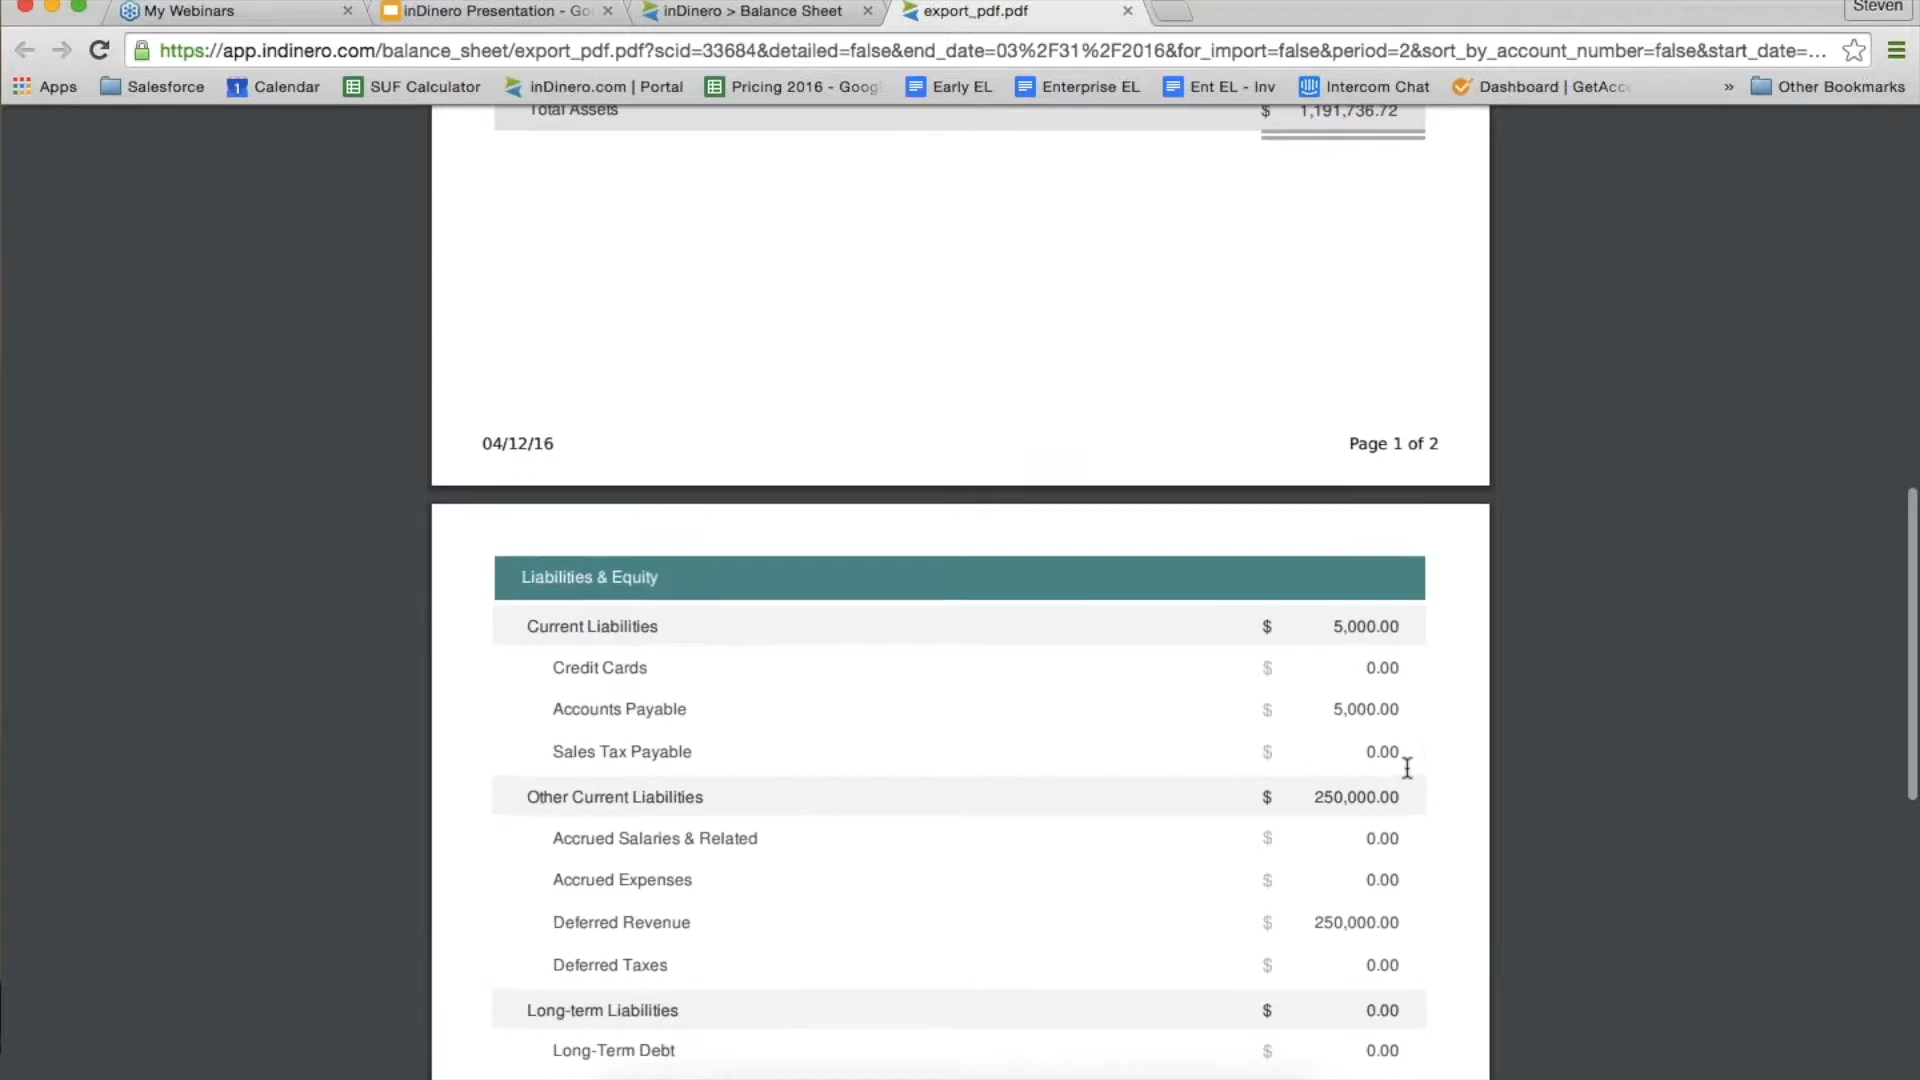 Steven
My Webinars
inDinero Presentation - Go
inDinero > Balance Sheet
export_pdf.pdf
https://app.indinero.com/balance_sheet/export_pdf.pdf?scid=33684&detailed=false&end_date=03%2F31%2F2016&for_import=false&period=2&sort_by_account_number=false&start_date=...
Apps
Salesforce
1 Calendar
SUF Calculator
inDinero.com | Portal
Pricing 2016 - Goog
Early EL
Enterprise EL
Ent EL - Inv
Intercom Chat
Dashboard | GetAcc
»
Other Bookmarks
Total Assets $ 1,191,736.72
04/12/16 Page 1 of 2
Liabilities & Equity
Current Liabilities $ 5,000.00
Credit Cards $ 0.00
Accounts Payable $ 5,000.00
Sales Tax Payable $ 0.00
Other Current Liabilities $ 250,000.00
Accrued Salaries & Related $ 0.00
Accrued Expenses $ 0.00
Deferred Revenue $ 250,000.00
Deferred Taxes $ 0.00
Long-term Liabilities $ 0.00
Long-Term Debt $ 0.00